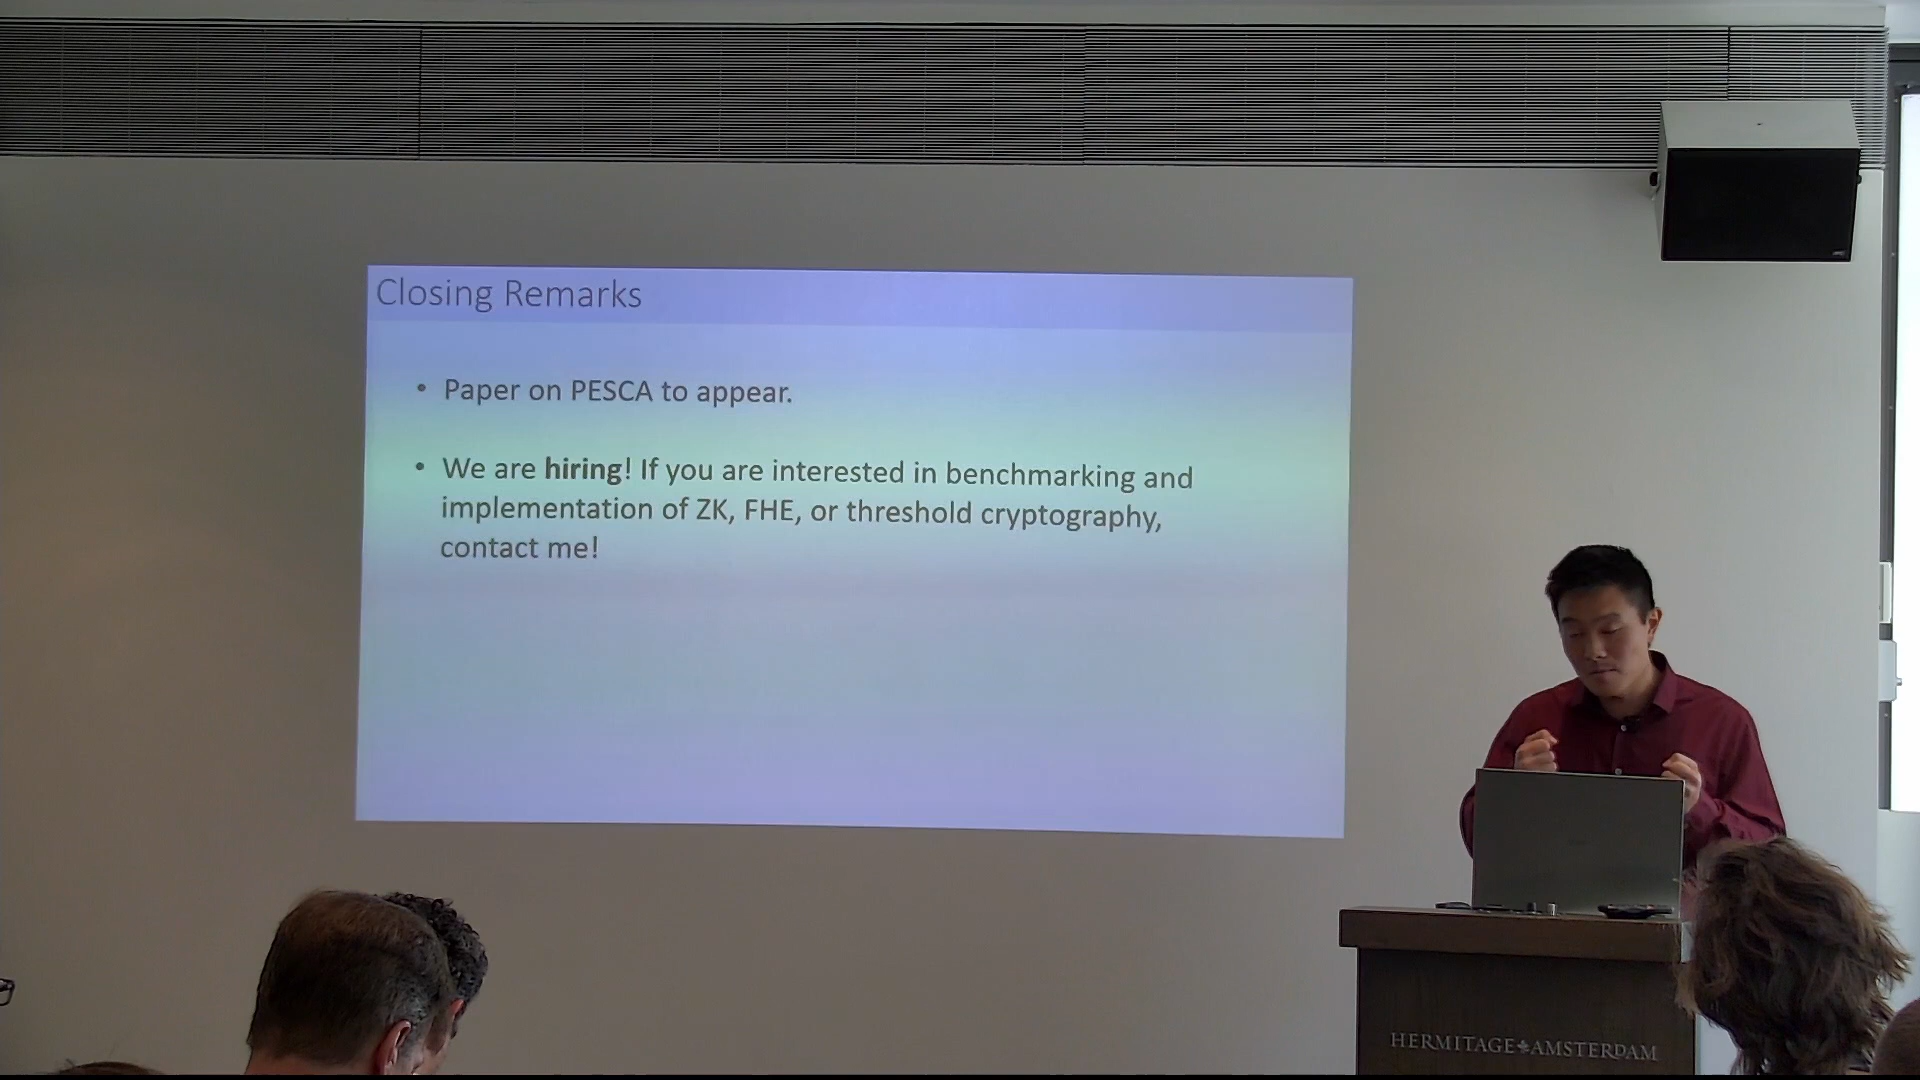 Closing Remarks
• Paper on PESCA to appear.
• We are hiring! If you are interested in benchmarking and
implementation of ZK, FHE, or threshold cryptography,
contact me!
HERMITAGE AMSTERDAM